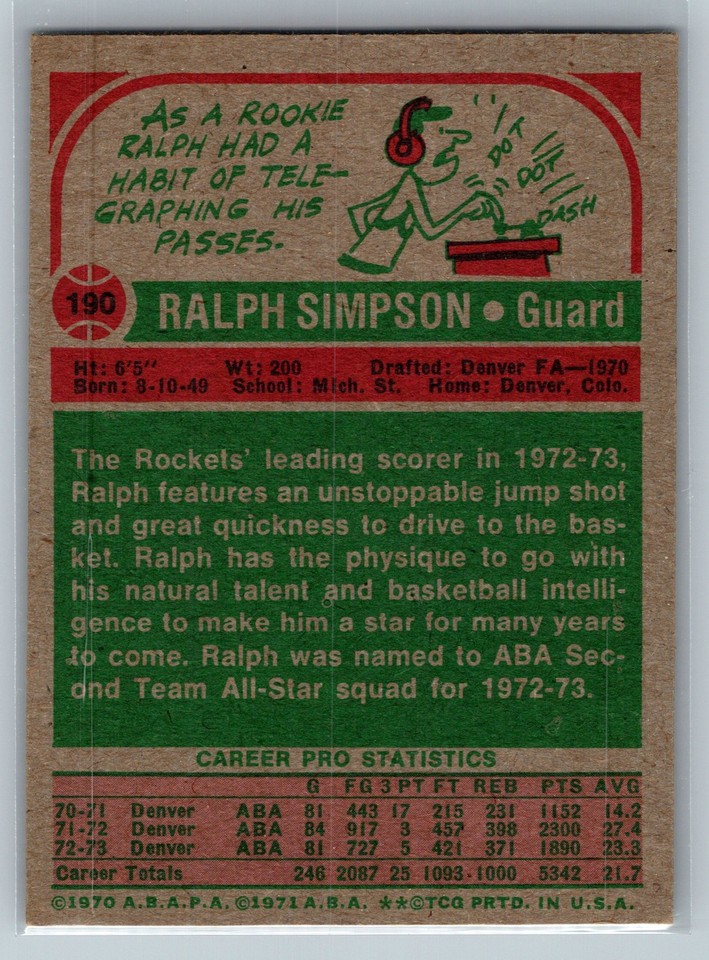 AS A ROOKIE
RALPH HAD A
HABIT OF TELE-
GRAPHING HIS
PASSES.
DOT
DOT
DASH
190
RALPH SIMPSON • Guard
Ht: 6'5" Wt: 200 Drafted: Denver FA—1970
Born: 8-10-49 School: Mich. St. Home: Denver, Colo.
The Rockets' leading scorer in 1972-73,
Ralph features an unstoppable jump shot
and great quickness to drive to the bas-
ket. Ralph has the physique to go with
his natural talent and basketball intelli-
gence to make him a star for many years
to come. Ralph was named to ABA Sec-
ond Team All-Star squad for 1972-73.
CAREER PRO STATISTICS
G FG 3 PT FT REB PTS AVG
70-71 Denver ABA 81 443 17 215 231 1152 14.2
71-72 Denver ABA 84 917 3 457 398 2300 27.4
72-73 Denver ABA 81 727 5 421 371 1890 23.3
Career Totals 246 2087 25 1093 1000 5342 21.7
©1970 A.B.A.P.A. ©1971 A.B.A. **©TCG PRTD. IN U.S.A.